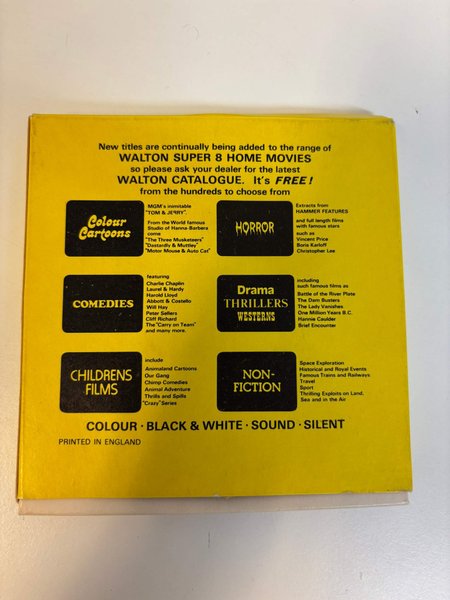 New titles are continually being added to the range of
WALTON SUPER 8 HOME MOVIES
so please ask your dealer for the latest
WALTON CATALOGUE. It's FREE!
from the hundreds to choose from
Colour
Cartoons
MGM's inimitable
"TOM & JERRY".
From the World famous
Studio of Hanna-Barbera
come
"The Three Musketeers"
"Dastardly & Muttley"
"Motor Mouse & Auto Cat"
HORROR
Extracts from
HAMMER FEATURES
and full length films
with famous stars
such as
Vincent Price
Boris Karloff
Christopher Lee
COMEDIES
featuring
Charlie Chaplin
Laurel & Hardy
Harold Lloyd
Abbott & Costello
Will Hay
Peter Sellers
Cliff Richard
The "Carry on Team"
and many more.
Drama
THRILLERS
WESTERNS
including
such famous films as
Battle of the River Plate
The Dam Busters
The Lady Vanishes
One Million Years B.C.
Hannie Caulder
Brief Encounter
CHILDRENS
FILMS
include
Animaland Cartoons
Our Gang
Chimp Comedies
Animal Adventure
Thrills and Spills
"Crazy" Series
NON-
FICTION
Space Exploration
Historical and Royal Events
Famous Trains and Railways
Travel
Sport
Thrilling Exploits on Land,
Sea and in the Air
COLOUR · BLACK & WHITE · SOUND · SILENT
PRINTED IN ENGLAND